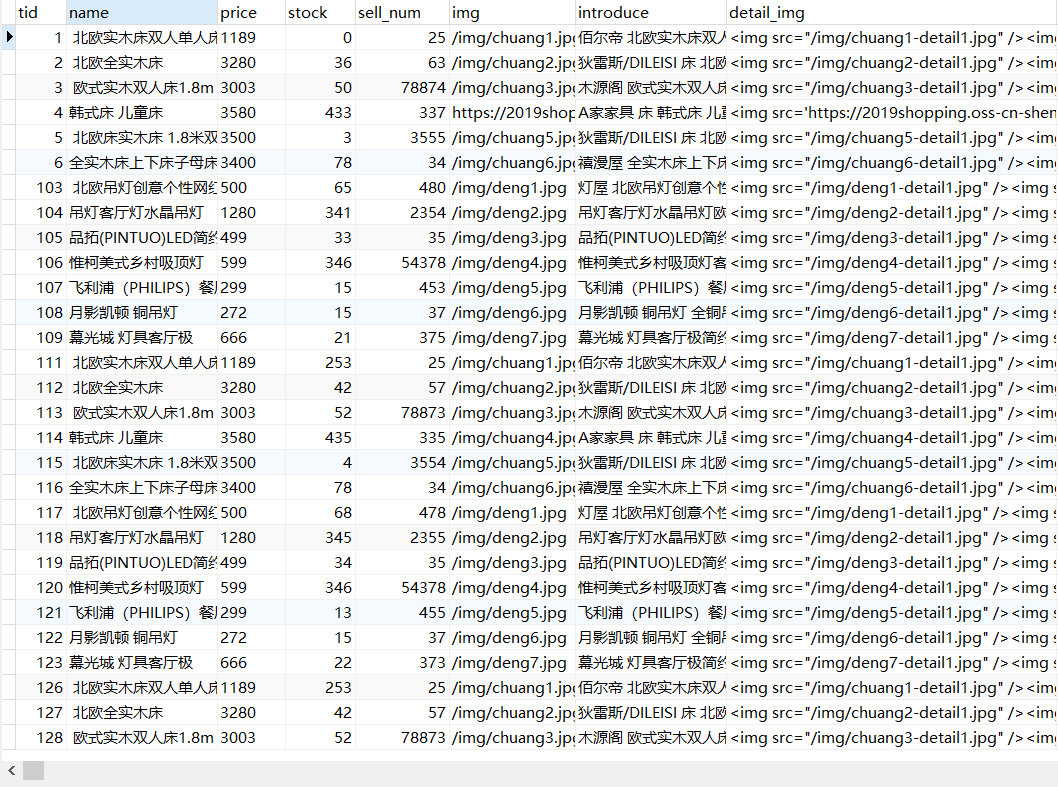 tid name price stock sell_num img introduce detail_img
1 北欧实木床双人单人床 1189 0 25 /img/chuang1.jpg 佰尔帝 北欧实木床双人 <img src="/img/chuang1-detail1.jpg" /><img
2 北欧全实木床 3280 36 63 /img/chuang2.jpg 狄雷斯/DILEISI 床 北欧 <img src="/img/chuang2-detail1.jpg" /><img
3 欧式实木双人床1.8m 3003 50 78874 /img/chuang3.jpg 木源阁 欧式实木双人床 <img src="/img/chuang3-detail1.jpg" /><img
4 韩式床 儿童床 3580 433 337 https://2019shop A家家具 床 韩式床 儿童 <img src='https://2019shopping.oss-cn-shen
5 北欧床实木床 1.8米双 3500 3 3555 /img/chuang5.jpg 狄雷斯/DILEISI 床 北欧 <img src="/img/chuang5-detail1.jpg" /><img
6 全实木床上下床子母床 3400 78 34 /img/chuang6.jpg 禧漫屋 全实木床上下床 <img src="/img/chuang6-detail1.jpg" /><img
103 北欧吊灯创意个性网红 500 65 480 /img/deng1.jpg 灯屋 北欧吊灯创意个性 <img src="/img/deng1-detail1.jpg" /><img s
104 吊灯客厅灯水晶吊灯 1280 341 2354 /img/deng2.jpg 吊灯客厅灯水晶吊灯欧 <img src="/img/deng2-detail1.jpg" /><img s
105 品拓(PINTUO)LED简约 499 33 35 /img/deng3.jpg 品拓(PINTUO)LED简约 <img src="/img/deng3-detail1.jpg" /><img s
106 惟柯美式乡村吸顶灯 599 346 54378 /img/deng4.jpg 惟柯美式乡村吸顶灯客 <img src="/img/deng4-detail1.jpg" /><img s
107 飞利浦（PHILIPS）餐厅 299 15 453 /img/deng5.jpg 飞利浦（PHILIPS）餐厅 <img src="/img/deng5-detail1.jpg" /><img s
108 月影凯顿 铜吊灯 272 15 37 /img/deng6.jpg 月影凯顿 铜吊灯 全铜吊 <img src="/img/deng6-detail1.jpg" /><img s
109 幕光城 灯具客厅极 666 21 375 /img/deng7.jpg 幕光城 灯具客厅极简约 <img src="/img/deng7-detail1.jpg" /><img s
111 北欧实木床双人单人床 1189 253 25 /img/chuang1.jpg 佰尔帝 北欧实木床双人 <img src="/img/chuang1-detail1.jpg" /><img
112 北欧全实木床 3280 42 57 /img/chuang2.jpg 狄雷斯/DILEISI 床 北欧 <img src="/img/chuang2-detail1.jpg" /><img
113 欧式实木双人床1.8m 3003 52 78873 /img/chuang3.jpg 木源阁 欧式实木双人床 <img src="/img/chuang3-detail1.jpg" /><img
114 韩式床 儿童床 3580 435 335 /img/chuang4.jpg A家家具 床 韩式床 儿童 <img src="/img/chuang4-detail1.jpg" /><img
115 北欧床实木床 1.8米双 3500 4 3554 /img/chuang5.jpg 狄雷斯/DILEISI 床 北欧 <img src="/img/chuang5-detail1.jpg" /><img
116 全实木床上下床子母床 3400 78 34 /img/chuang6.jpg 禧漫屋 全实木床上下床 <img src="/img/chuang6-detail1.jpg" /><img
117 北欧吊灯创意个性网红 500 68 478 /img/deng1.jpg 灯屋 北欧吊灯创意个性 <img src="/img/deng1-detail1.jpg" /><img s
118 吊灯客厅灯水晶吊灯 1280 345 2355 /img/deng2.jpg 吊灯客厅灯水晶吊灯欧 <img src="/img/deng2-detail1.jpg" /><img s
119 品拓(PINTUO)LED简约 499 34 35 /img/deng3.jpg 品拓(PINTUO)LED简约 <img src="/img/deng3-detail1.jpg" /><img s
120 惟柯美式乡村吸顶灯 599 346 54378 /img/deng4.jpg 惟柯美式乡村吸顶灯客 <img src="/img/deng4-detail1.jpg" /><img s
121 飞利浦（PHILIPS）餐厅 299 13 455 /img/deng5.jpg 飞利浦（PHILIPS）餐厅 <img src="/img/deng5-detail1.jpg" /><img s
122 月影凯顿 铜吊灯 272 15 37 /img/deng6.jpg 月影凯顿 铜吊灯 全铜吊 <img src="/img/deng6-detail1.jpg" /><img s
123 幕光城 灯具客厅极 666 22 373 /img/deng7.jpg 幕光城 灯具客厅极简约 <img src="/img/deng7-detail1.jpg" /><img s
126 北欧实木床双人单人床 1189 253 25 /img/chuang1.jpg 佰尔帝 北欧实木床双人 <img src="/img/chuang1-detail1.jpg" /><img
127 北欧全实木床 3280 42 57 /img/chuang2.jpg 狄雷斯/DILEISI 床 北欧 <img src="/img/chuang2-detail1.jpg" /><img
128 欧式实木双人床1.8m 3003 52 78873 /img/chuang3.jpg 木源阁 欧式实木双人床 <img src="/img/chuang3-detail1.jpg" /><img